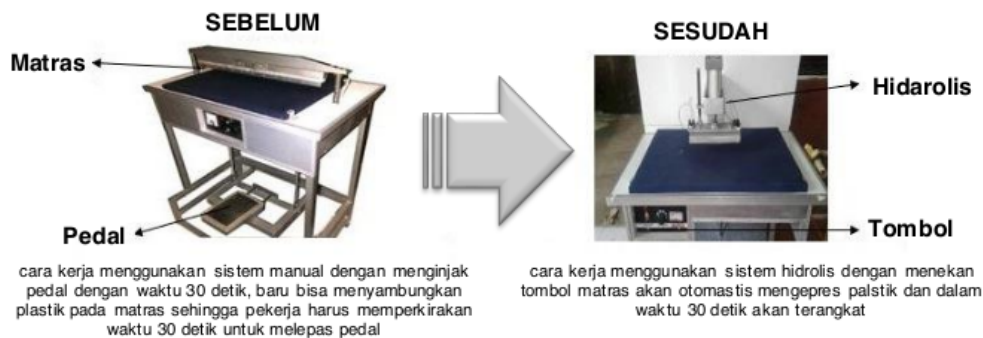 SEBELUM
Matras
Pedal
cara kerja menggunakan sistem manual dengan menginjak
pedal dengan waktu 30 detik, baru bisa menyambungkan
plastik pada matras sehingga pekerja harus memperkirakan
waktu 30 detik untuk melepas pedal
SESUDAH
Hidarolis
Tombol
cara kerja menggunakan sistem hidrolis dengan menekan
tombol matras akan otomastis mengepres palstik dan dalam
waktu 30 detik akan terangkat